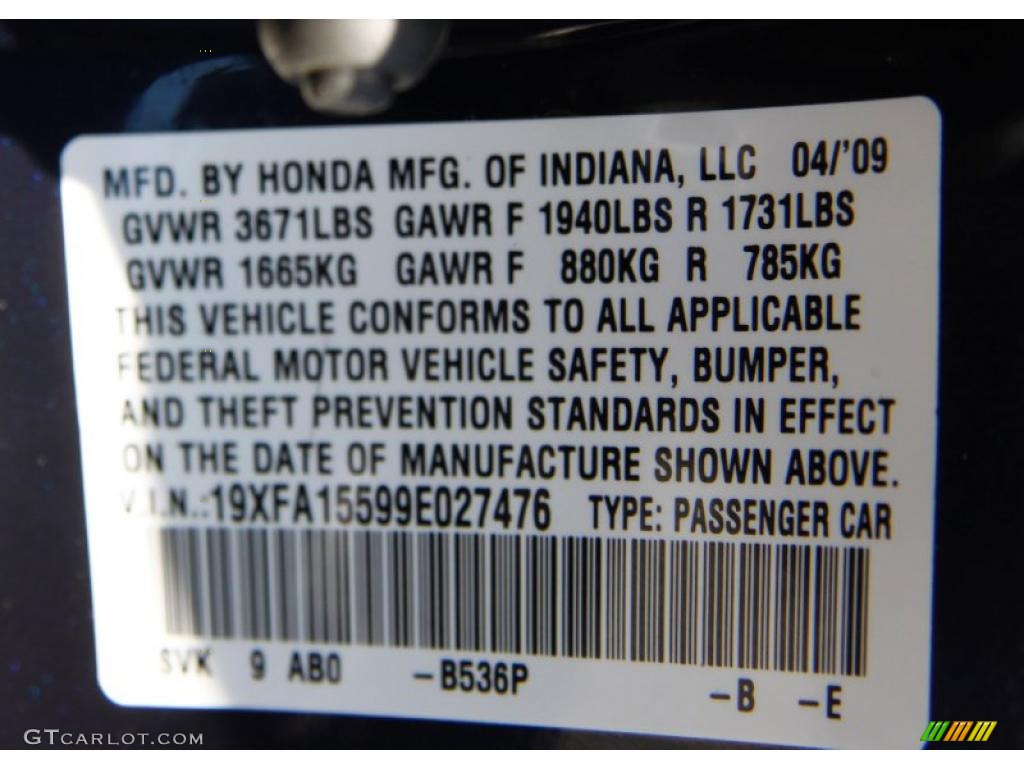 MFD. BY HONDA MFG. OF INDIANA, LLC 04/'09
GVWR 3671LBS GAWR F 1940LBS R 1731LBS
GVWR 1665KG GAWR F 880KG R 785KG
THIS VEHICLE CONFORMS TO ALL APPLICABLE
FEDERAL MOTOR VEHICLE SAFETY, BUMPER,
AND THEFT PREVENTION STANDARDS IN EFFECT
ON THE DATE OF MANUFACTURE SHOWN ABOVE.
V.I.N.:19XFA15599E027476 TYPE: PASSENGER CAR
SVK 9 AB0 -B536P -B -E
GTCARLOT.COM